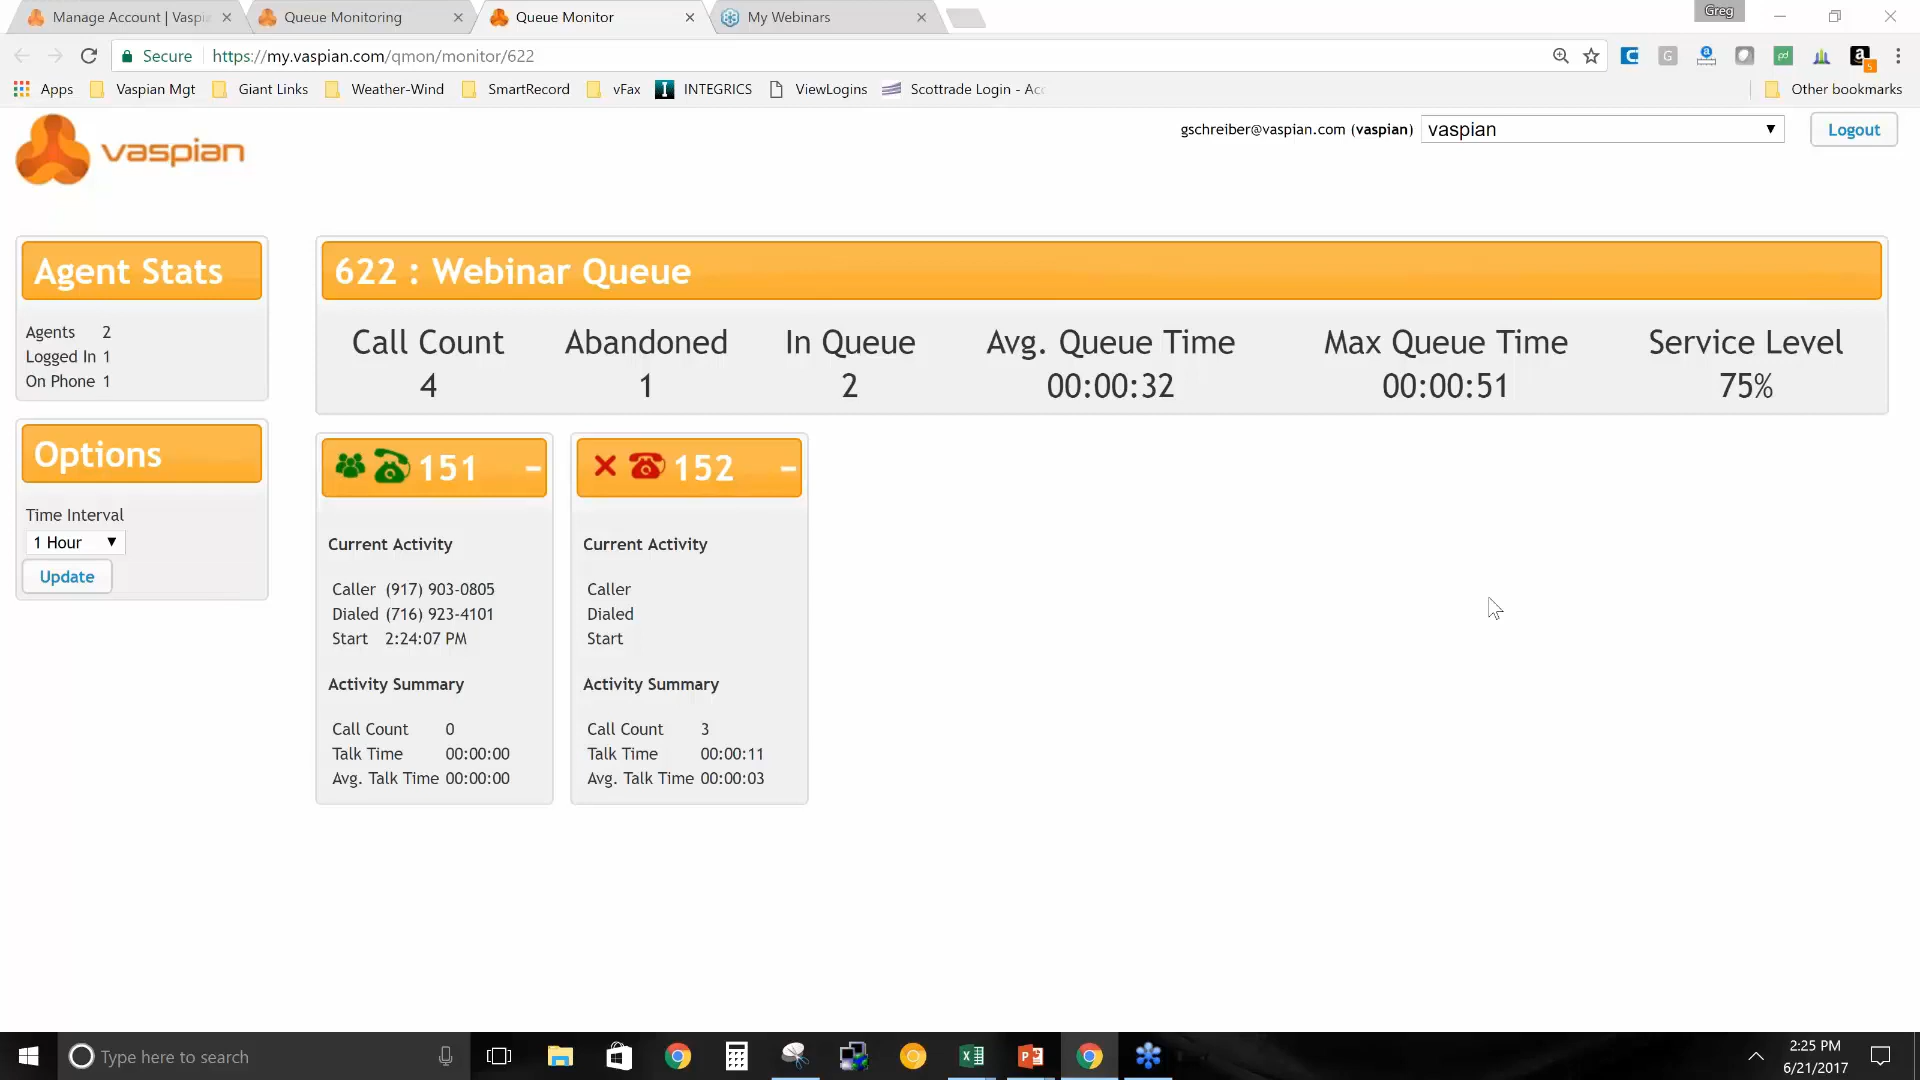 Manage Account | Vaspi
Queue Monitoring
Queue Monitor
My Webinars
Greg
Secure
https://my.vaspian.com/qmon/monitor/622
Apps
Vaspian Mgt
Giant Links
Weather-Wind
SmartRecord
vFax
INTEGRICS
ViewLogins
Scottrade Login - Acc
Other bookmarks
vaspian
gschreiber@vaspian.com (vaspian)
vaspian
Logout
Agent Stats
Agents 2
Logged In 1
On Phone 1
Options
Time Interval
1 Hour
Update
622 : Webinar Queue
Call Count Abandoned In Queue Avg. Queue Time Max Queue Time Service Level
4 1 2 00:00:32 00:00:51 75%
151
Current Activity
Caller (917) 903-0805
Dialed (716) 923-4101
Start 2:24:07 PM
Activity Summary
Call Count 0
Talk Time 00:00:00
Avg. Talk Time 00:00:00
152
Current Activity
Caller
Dialed
Start
Activity Summary
Call Count 3
Talk Time 00:00:11
Avg. Talk Time 00:00:03
Type here to search
2:25 PM
6/21/2017